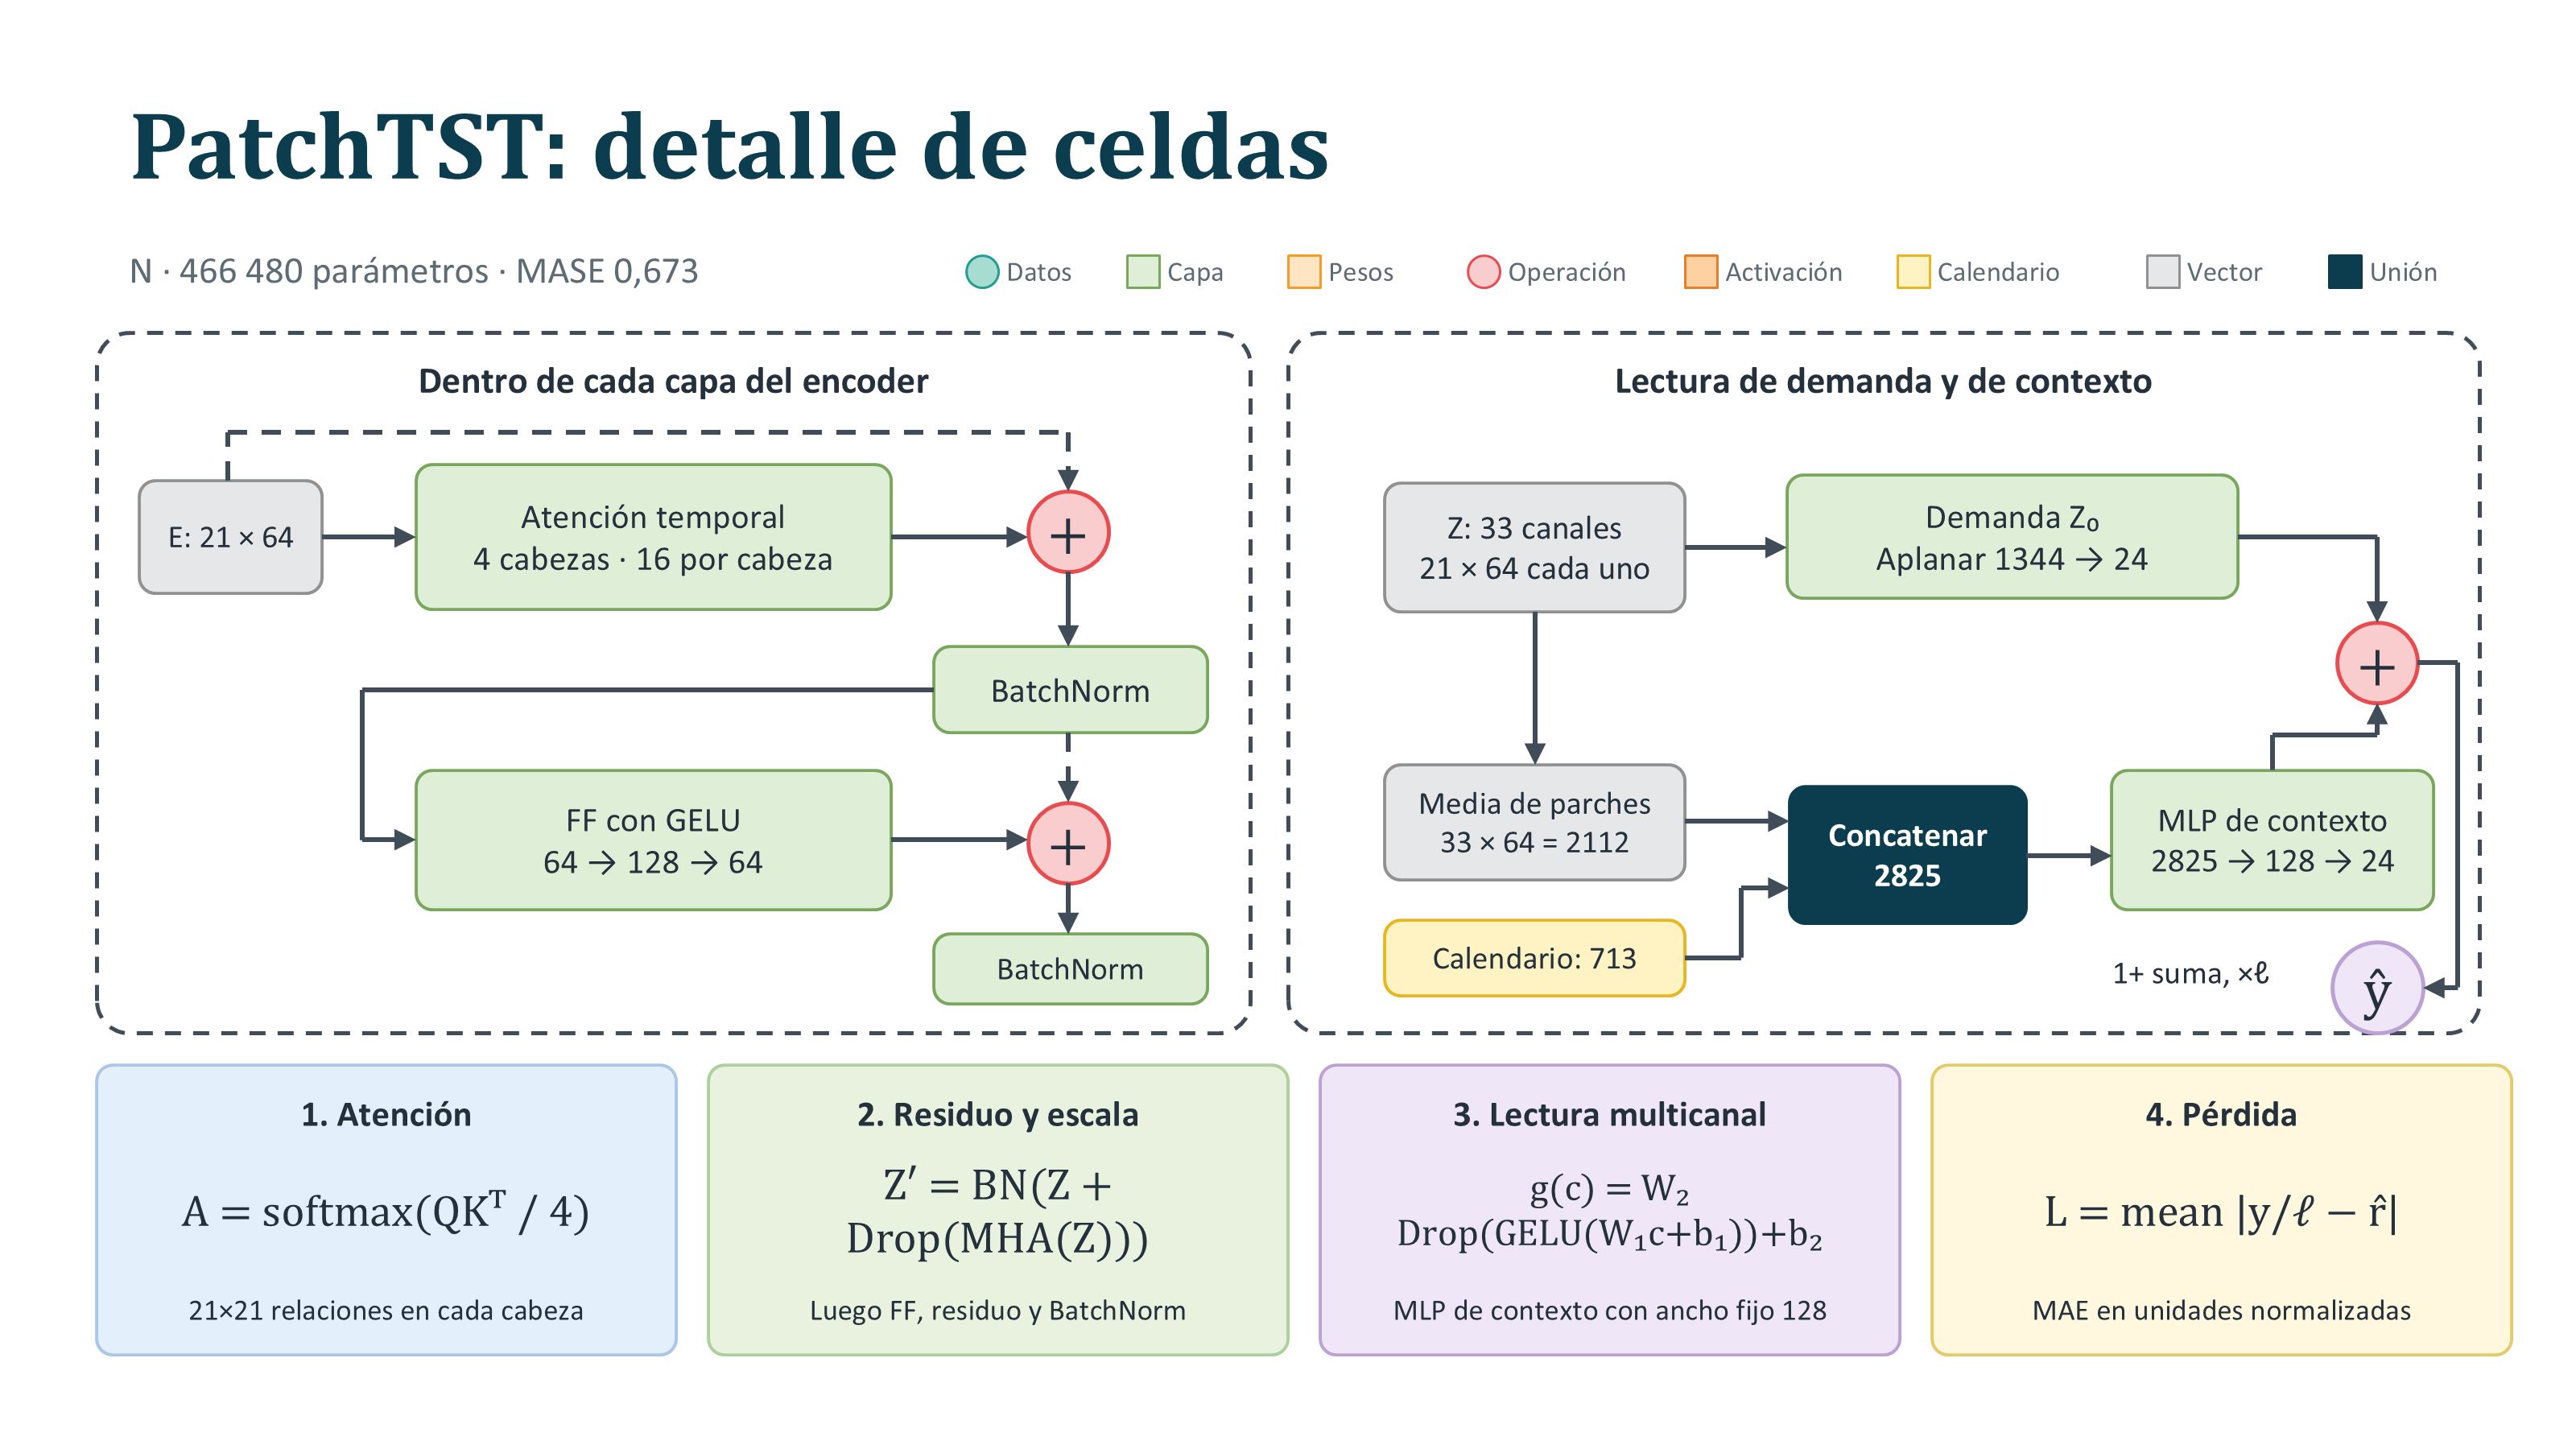 PatchTST: detalle de celdas
N · 466 480 parámetros · MASE 0,673
Datos
Capa
Pesos
Operación
Activación
Calendario
Vector
Unión
Dentro de cada capa del encoder
E: 21 × 64
Atención temporal
4 cabezas · 16 por cabeza
+
BatchNorm
FF con GELU
64 → 128 → 64
+
BatchNorm
Lectura de demanda y de contexto
Z: 33 canales
21 × 64 cada uno
Demanda Z₀
Aplanar 1344 → 24
+
Media de parches
33 × 64 = 2112
Concatenar
2825
MLP de contexto
2825 → 128 → 24
Calendario: 713
1+ suma, ×ℓ
ŷ
1. Atención
A = softmax(QKᵀ / 4)
21×21 relaciones en cada cabeza
2. Residuo y escala
Z′ = BN(Z +
Drop(MHA(Z)))
Luego FF, residuo y BatchNorm
3. Lectura multicanal
g(c) = W₂
Drop(GELU(W₁c+b₁))+b₂
MLP de contexto con ancho fijo 128
4. Pérdida
L = mean |y/ℓ − r̂|
MAE en unidades normalizadas